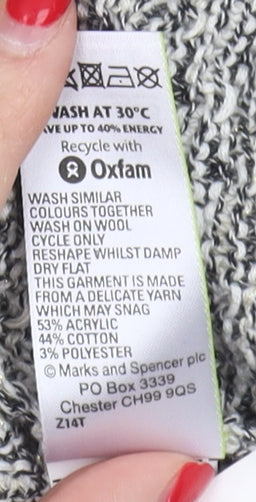 WASH AT 30°C
SAVE UP TO 40% ENERGY
Recycle with
Oxfam
WASH SIMILAR
COLOURS TOGETHER
WASH ON WOOL
CYCLE ONLY
RESHAPE WHILST DAMP
DRY FLAT
THIS GARMENT IS MADE
FROM A DELICATE YARN
WHICH MAY SNAG
53% ACRYLIC
44% COTTON
3% POLYESTER
© Marks and Spencer plc
PO Box 3339
Chester CH99 9QS
Z14T